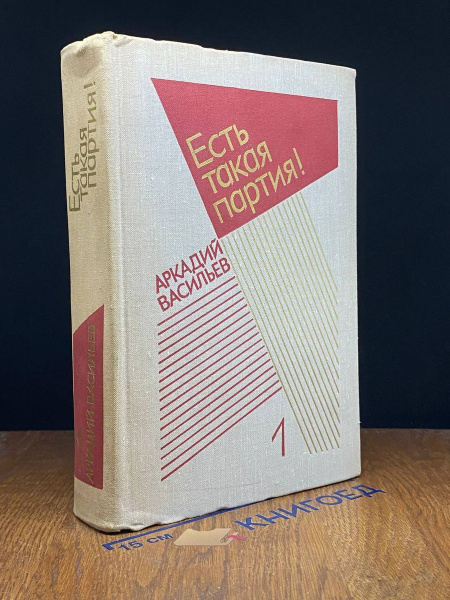 Есть
такая
партия!
АРКАДИЙ
ВАСИЛЬЕВ
1
Есть
такая
партия!
АРКАДИЙ ВАСИЛЬЕВ
15 СМ
КНИГОЕД